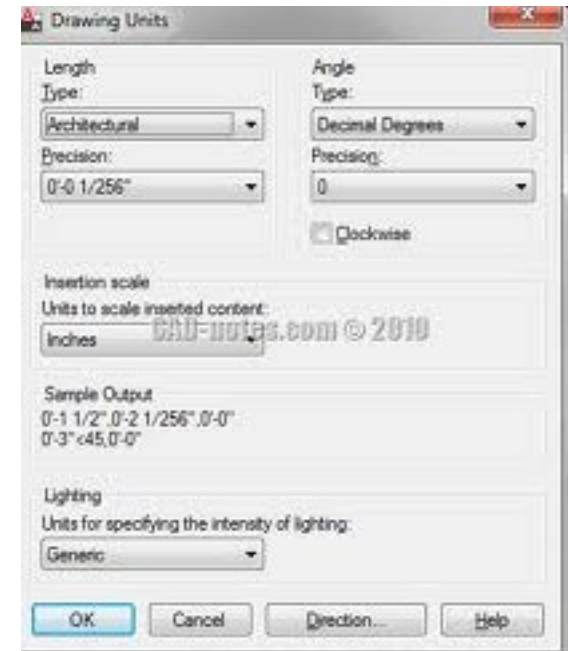 Drawing Units
Length
Type:
Architectural
Precision:
0'-0 1/256"
Angle
Type:
Decimal Degrees
Precision:
0
Clockwise
Insertion scale
Units to scale inserted content:
Inches
CAD-notes.com © 2010
Sample Output
0'-1 1/2",0'-2 1/256",0'-0"
0'-3"<45,0'-0"
Lighting
Units for specifying the intensity of lighting:
Generic
OK
Cancel
Direction...
Help